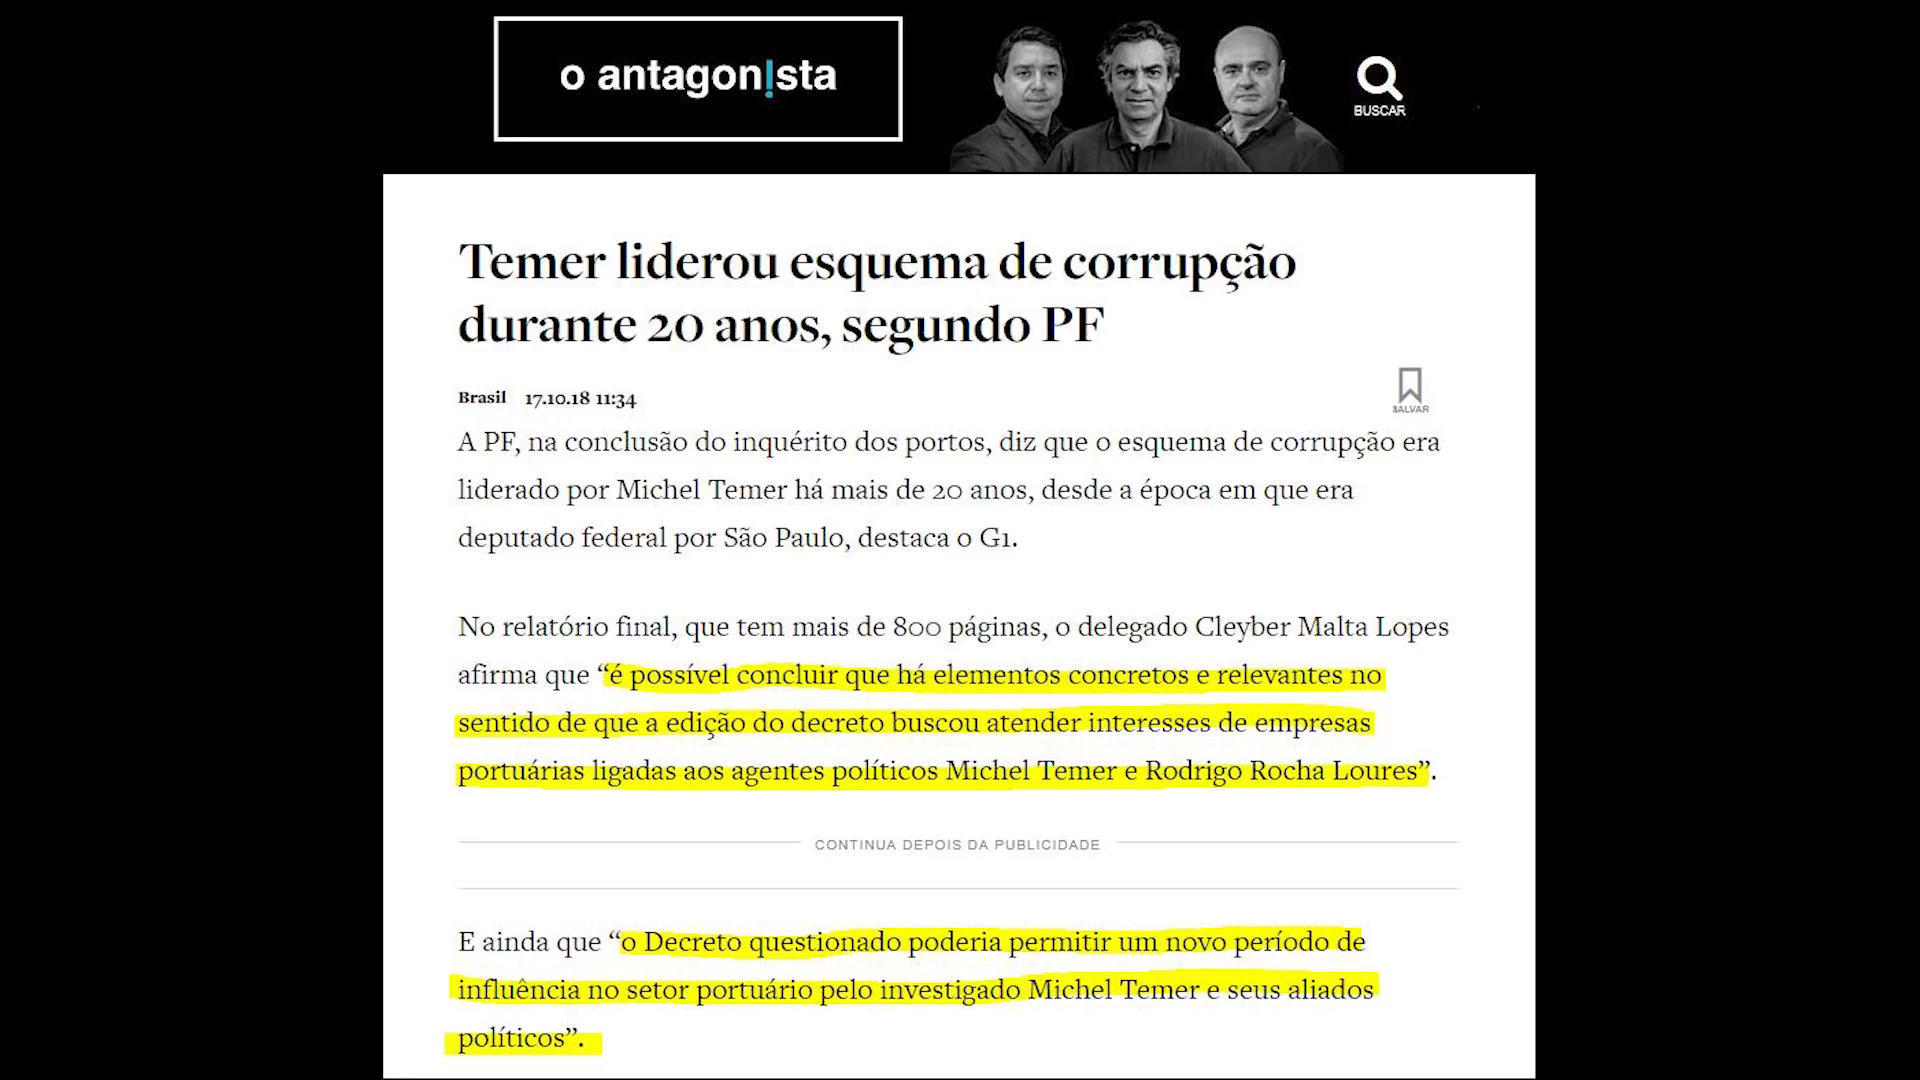 o antagon!sta
BUSCAR
Temer liderou esquema de corrupção
durante 20 anos, segundo PF
Brasil 17.10.18 11:34
SALVAR
A PF, na conclusão do inquérito dos portos, diz que o esquema de corrupção era
liderado por Michel Temer há mais de 20 anos, desde a época em que era
deputado federal por São Paulo, destaca o G1.
No relatório final, que tem mais de 800 páginas, o delegado Cleyber Malta Lopes
afirma que “é possível concluir que há elementos concretos e relevantes no
sentido de que a edição do decreto buscou atender interesses de empresas
portuárias ligadas aos agentes políticos Michel Temer e Rodrigo Rocha Loures”.
CONTINUA DEPOIS DA PUBLICIDADE
E ainda que “o Decreto questionado poderia permitir um novo período de
influência no setor portuário pelo investigado Michel Temer e seus aliados
políticos”.